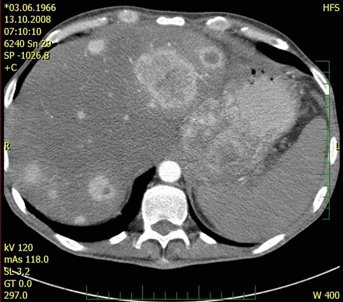 *03.06.1966
13.10.2008
07:10:10
6240 Sn 29
SP -1026.8
+C
HFS
R
L
kV 120
mAs 118.0
SL 3.2
GT 0.0
297.0
W 400